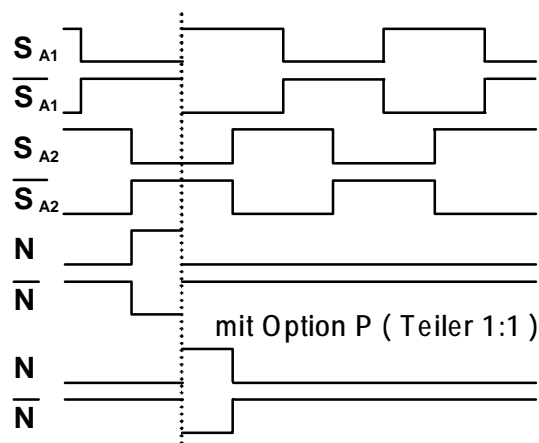 S A1
S A1
S A2
S A2
N
N
mit Option P ( Teiler 1:1 )
N
N